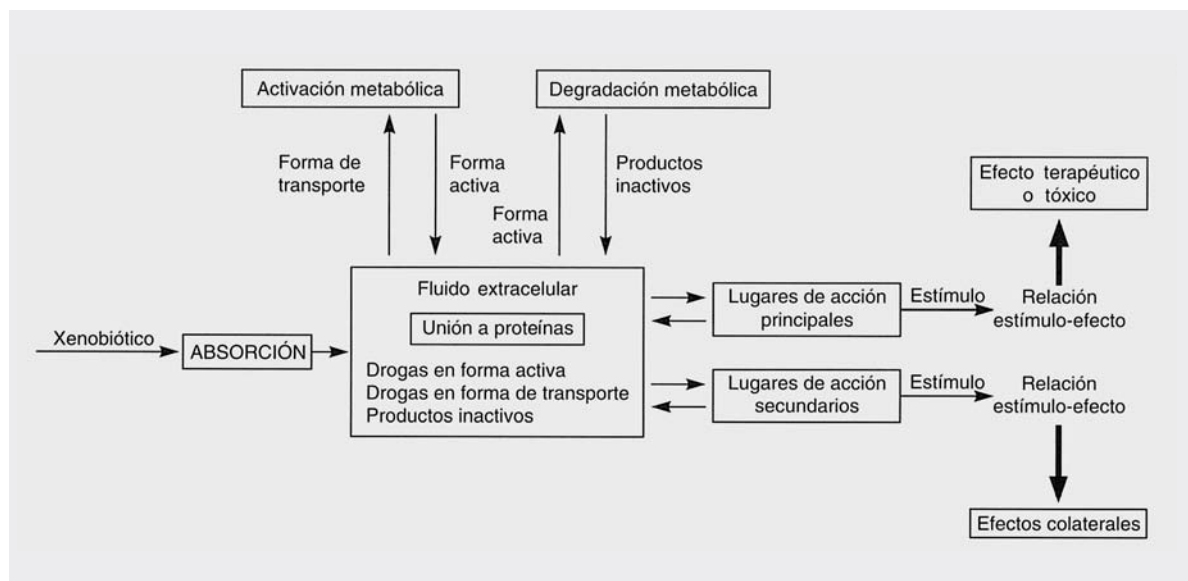 Activación metabólica
Degradación metabólica
Forma de
transporte
Forma
activa
Forma
activa
Productos
inactivos
Efecto terapéutico
o tóxico
Xenobiótico
ABSORCIÓN
Fluido extracelular
Unión a proteínas
Drogas en forma activa
Drogas en forma de transporte
Productos inactivos
Lugares de acción
principales
Estímulo
Relación
estímulo-efecto
Lugares de acción
secundarios
Estímulo
Relación
estímulo-efecto
Efectos colaterales